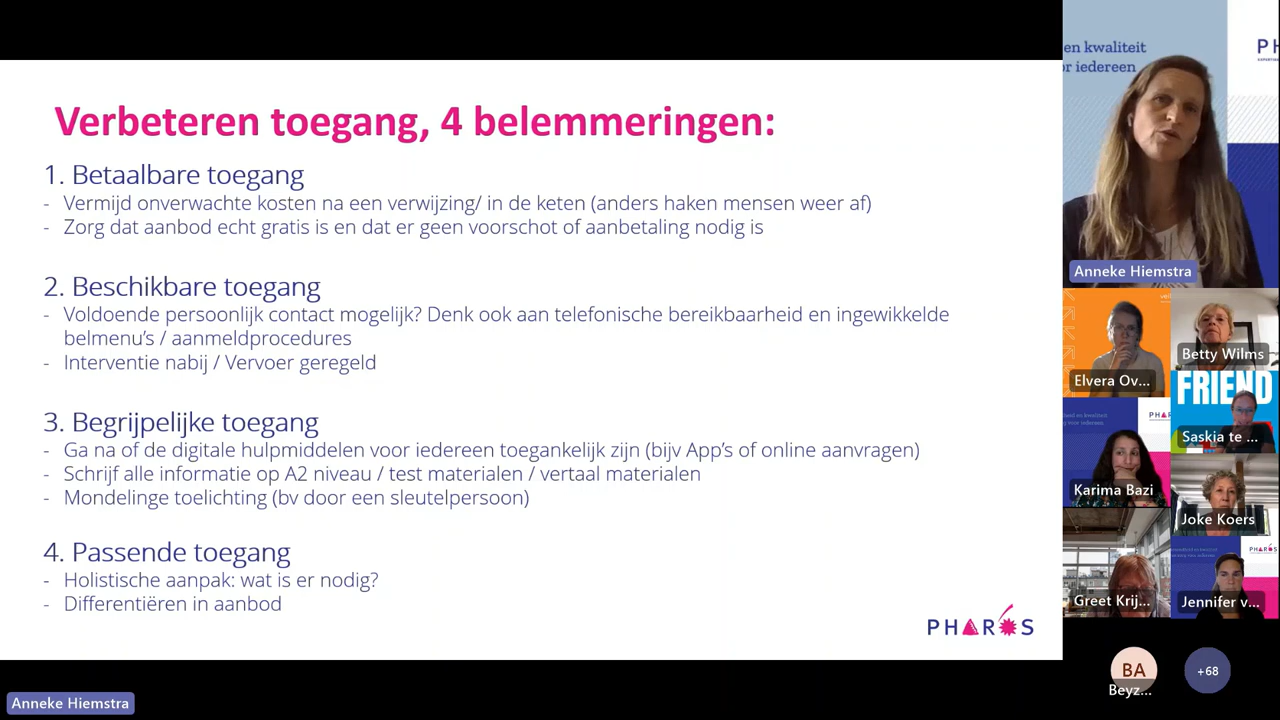 Verbeteren toegang, 4 belemmeringen:
1. Betaalbare toegang
- Vermijd onverwachte kosten na een verwijzing/ in de keten (anders haken mensen weer af)
- Zorg dat aanbod echt gratis is en dat er geen voorschot of aanbetaling nodig is
2. Beschikbare toegang
- Voldoende persoonlijk contact mogelijk? Denk ook aan telefonische bereikbaarheid en ingewikkelde
belmenu's / aanmeldprocedures
- Interventie nabij / Vervoer geregeld
3. Begrijpelijke toegang
- Ga na of de digitale hulpmiddelen voor iedereen toegankelijk zijn (bijv App's of online aanvragen)
- Schrijf alle informatie op A2 niveau / test materialen / vertaal materialen
- Mondelinge toelichting (bv door een sleutelpersoon)
4. Passende toegang
- Holistische aanpak: wat is er nodig?
- Differentiëren in aanbod
PHAROS
Anneke Hiemstra
en kwaliteit
or iedereen
PH
Anneke Hiemstra
Elvera Ov...
Betty Wilms
FRIEND
Saskia te ...
PHAR
Karima Bazi
Joke Koers
Greet Krij...
PHAROS
Jennifer v...
BA
Beyz...
+68